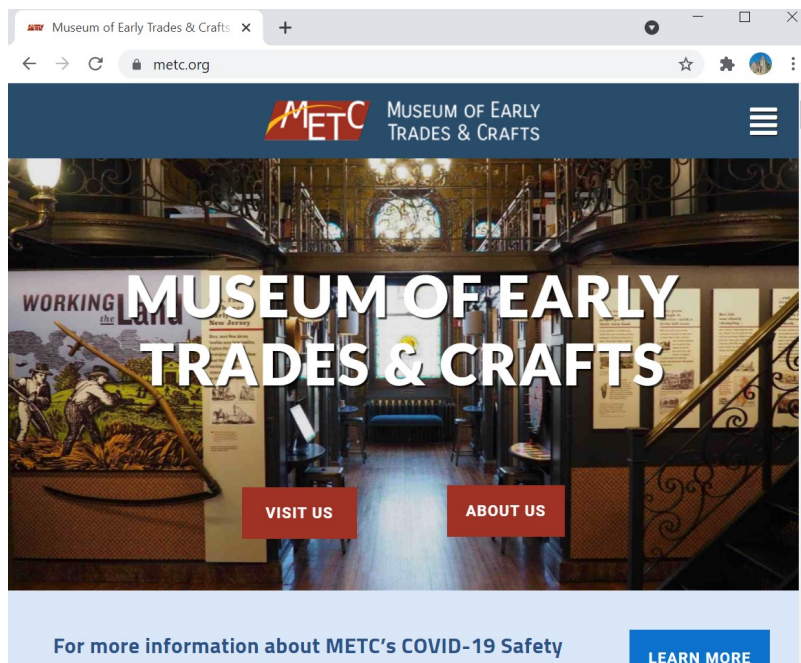 Museum of Early Trades & Crafts
metc.org
METC
MUSEUM OF EARLY
TRADES & CRAFTS
WORKING
the Land
New Jersey
MUSEUM OF EARLY
TRADES & CRAFTS
VISIT US
ABOUT US
For more information about METC's COVID-19 Safety
LEARN MORE